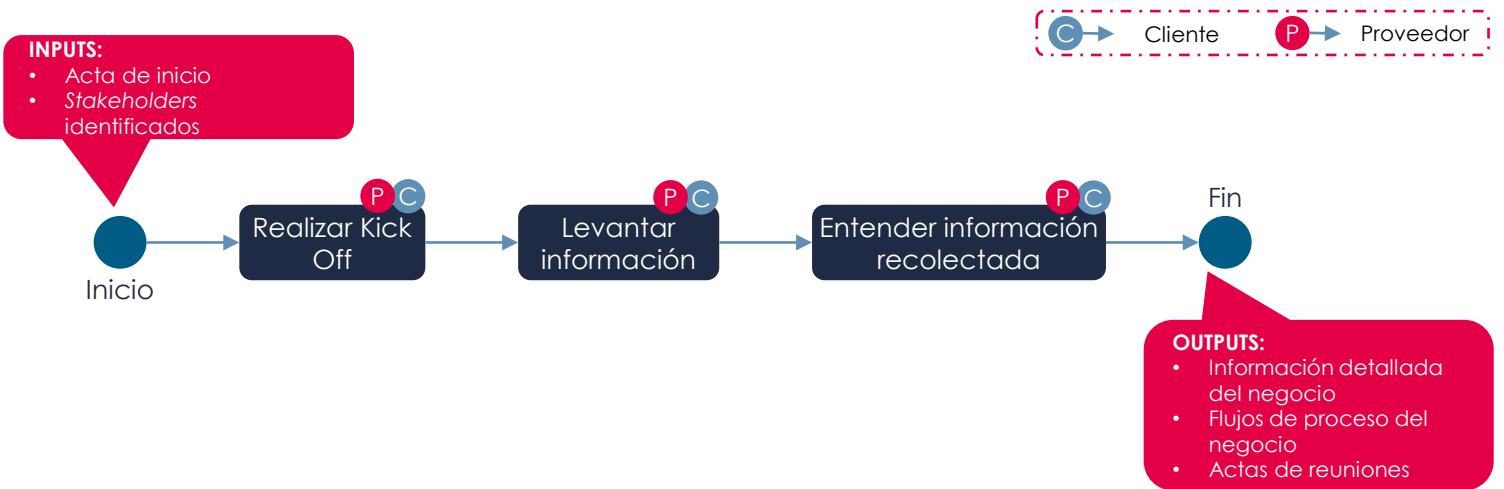 C Cliente P Proveedor
INPUTS:
• Acta de inicio
• Stakeholders
identificados
Inicio
P C
Realizar Kick
Off
P C
Levantar
información
P C
Entender información
recolectada
Fin
OUTPUTS:
• Información detallada
del negocio
• Flujos de proceso del
negocio
• Actas de reuniones